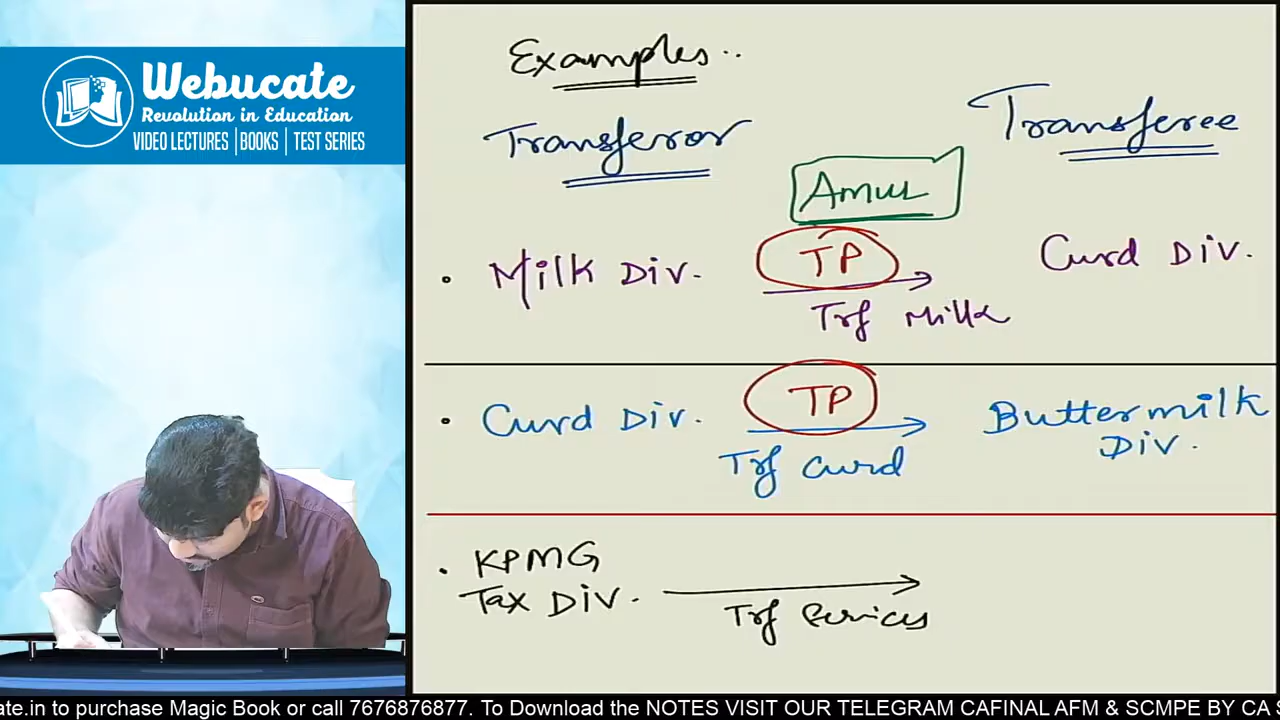 Webucate
Revolution in Education
VIDEO LECTURES | BOOKS | TEST SERIES
Examples..
Transferor
Transferee
Amul
• Milk Div.
TP
Trf Milk
Curd Div.
• Curd Div.
TP
Trf Curd
Buttermilk
Div.
• KPMG
Tax Div.
Trf Services
ate.in to purchase Magic Book or call 7676876877. To Download the NOTES VISIT OUR TELEGRAM CAFINAL AFM & SCMPE BY CA S